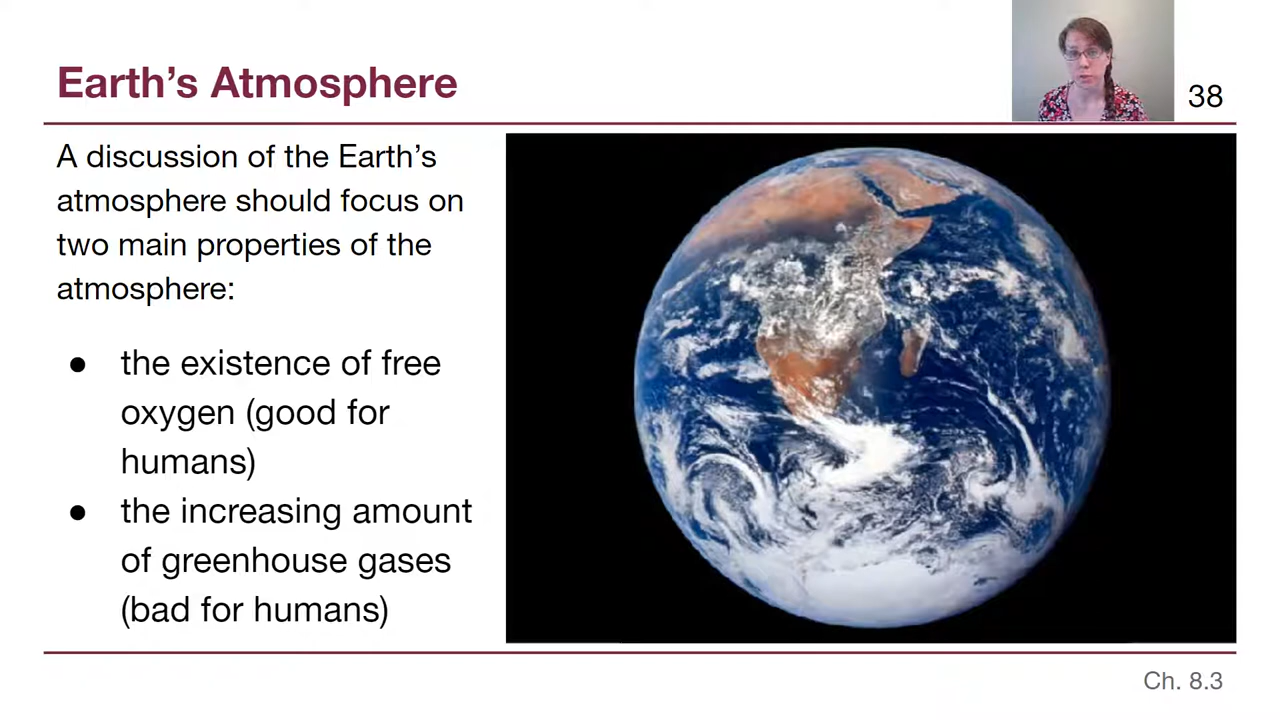 Earth's Atmosphere
38
A discussion of the Earth's
atmosphere should focus on
two main properties of the
atmosphere:
● the existence of free
oxygen (good for
humans)
● the increasing amount
of greenhouse gases
(bad for humans)
Ch. 8.3